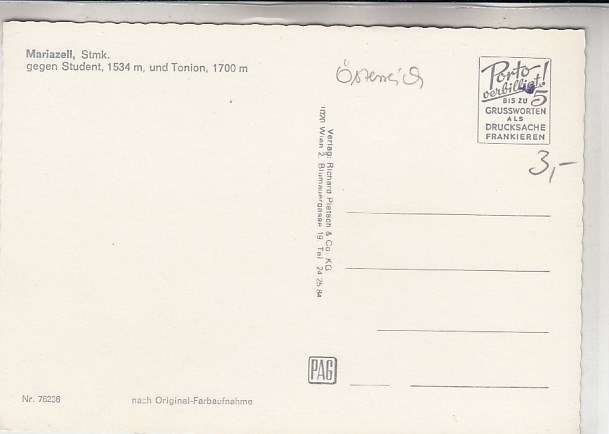 Mariazell, Stmk.
gegen Student, 1534 m, und Tonion, 1700 m
Österreich
Porto
verbilligt!
BIS ZU 5
GRUSSWORTEN
ALS
DRUCKSACHE
FRANKIEREN
3,-
Verlag: Richard Pietsch & Co. KG.
1020 Wien 2, Blumauergasse 19 Tel. 24 25 84
PAG
Nr. 76236
nach Original-Farbaufnahme